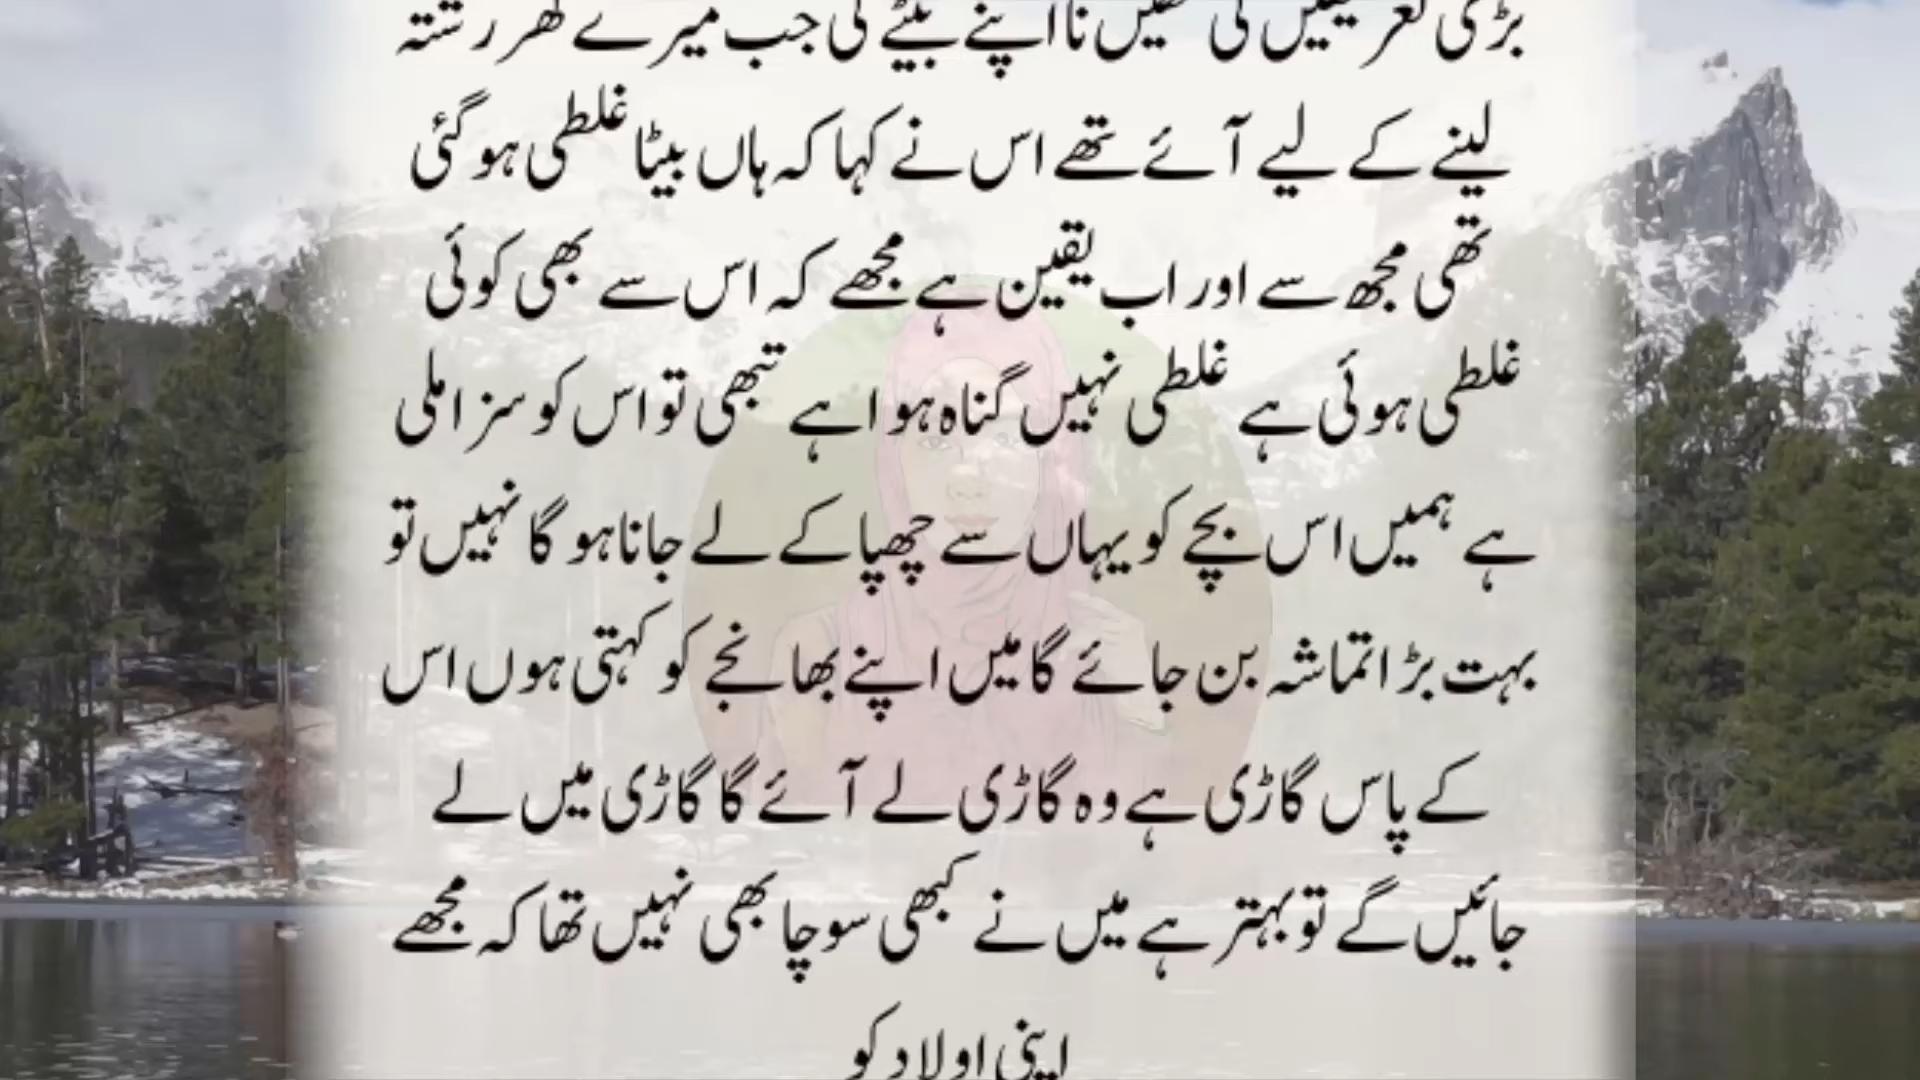 بڑی تعریفیں کی تھیں نا اپنے بیٹے کی جب میرے گھر رشتہ
لینے کے لیے آئے تھے اس نے کہا کہ ہاں بیٹا غلطی ہو گئی
تھی مجھ سے اور اب یقین ہے مجھے کہ اس سے بھی کوئی
غلطی ہوئی ہے غلطی نہیں گناہ ہوا ہے تبھی تو اس کو سزا ملی
ہے ہمیں اس بچے کو یہاں سے چھپا کے لے جانا ہو گا نہیں تو
بہت بڑا تماشہ بن جائے گا میں اپنے بھانجے کو کہتی ہوں اس
کے پاس گاڑی ہے وہ گاڑی لے آئے گا گاڑی میں لے
جائیں گے تو بہتر ہے میں نے کبھی سوچا بھی نہیں تھا کہ مجھے
اپنی اولاد کو